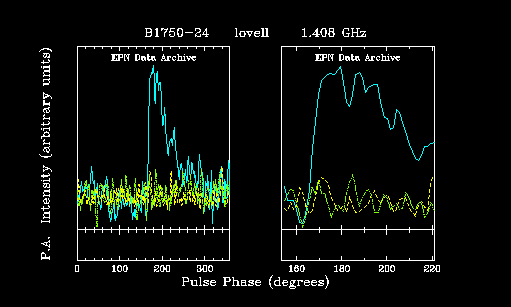 B1750-24 lovell 1.408 GHz
EPN Data Archive EPN Data Archive
P.A. Intensity (arbitrary units)
0 100 200 300 160 180 200 220
Pulse Phase (degrees)